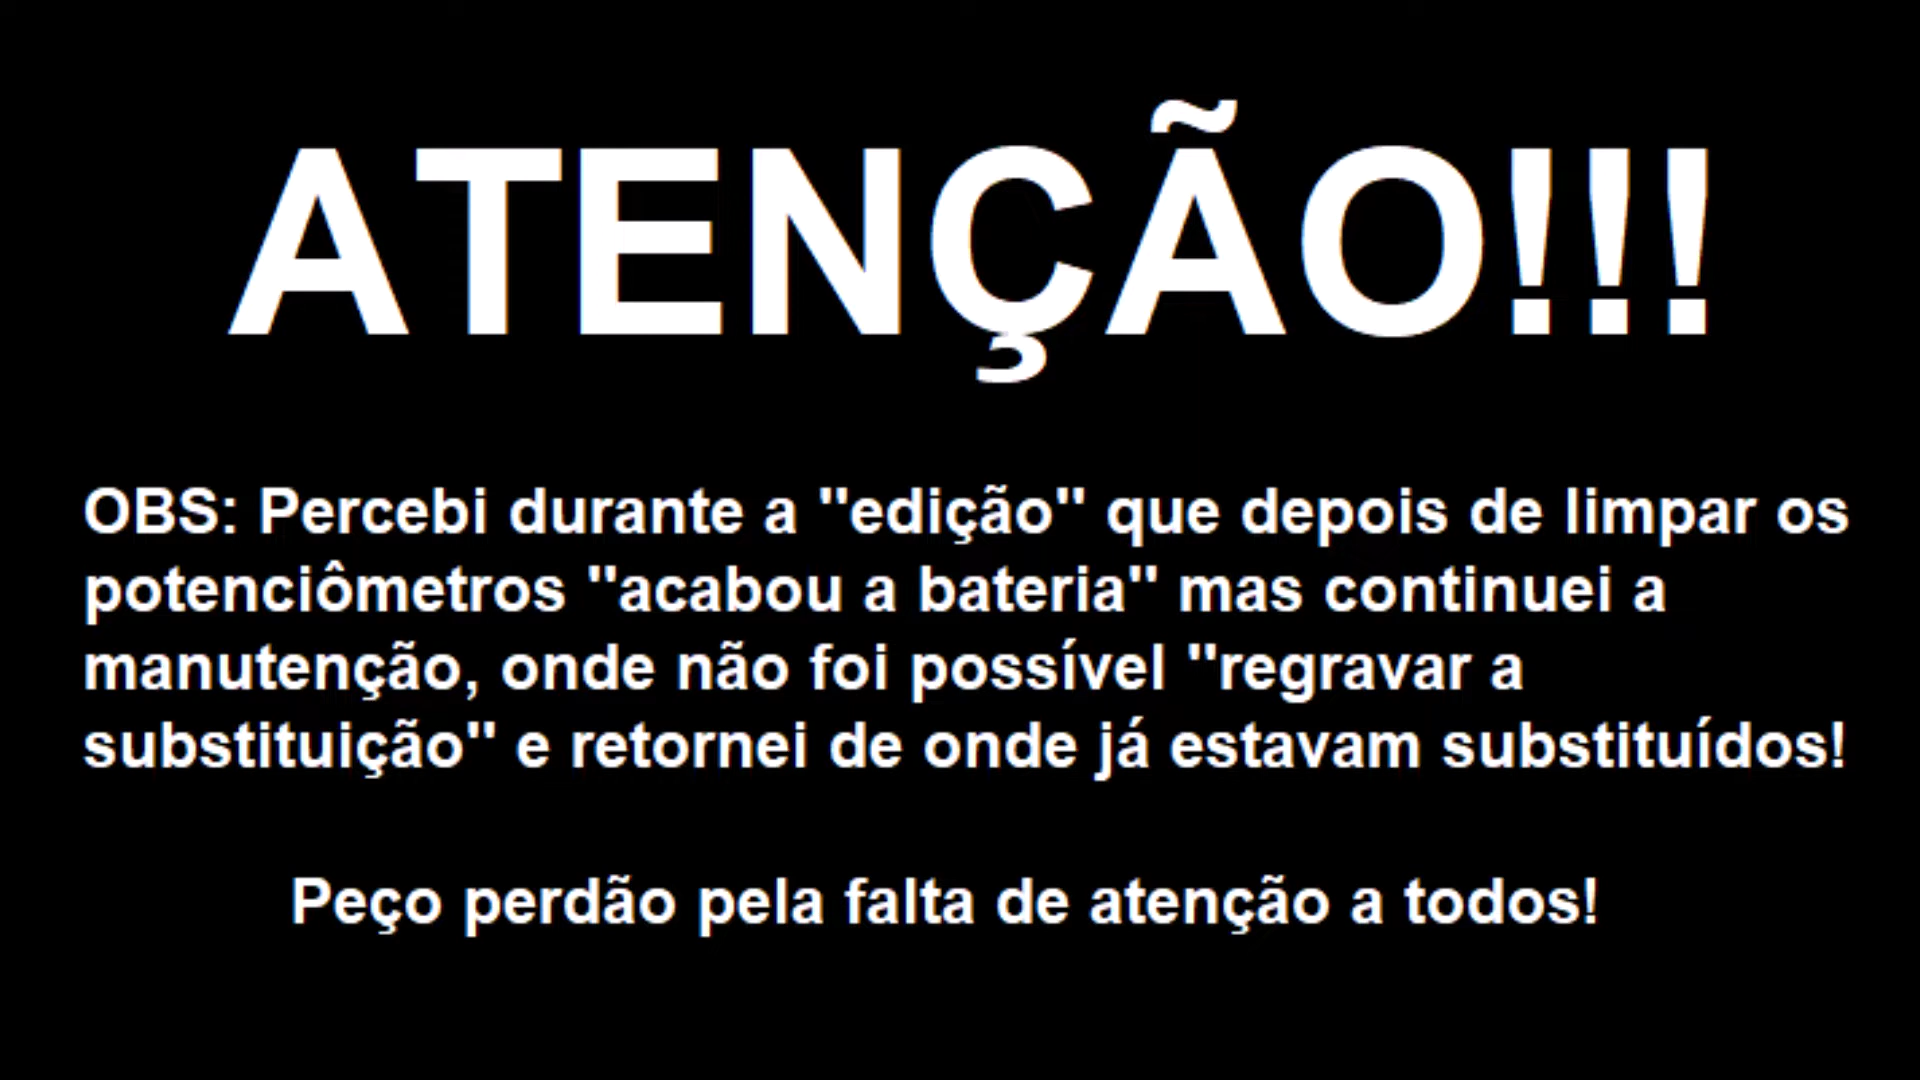 ATENÇÃO!!!
OBS: Percebi durante a "edição" que depois de limpar os
potenciômetros "acabou a bateria" mas continuei a
manutenção, onde não foi possível "regravar a
substituição" e retornei de onde já estavam substituídos!
Peço perdão pela falta de atenção a todos!